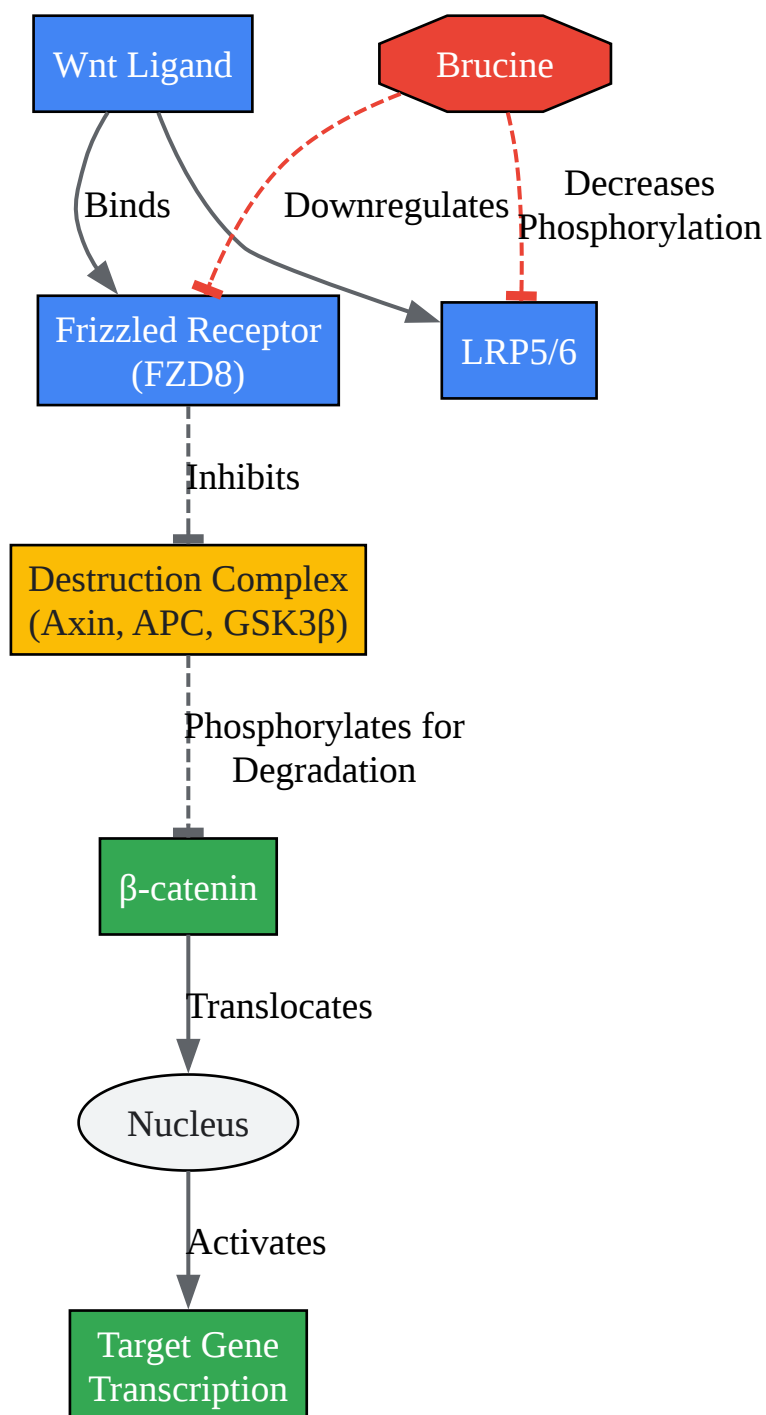 Wnt Ligand
Brucine
Binds
Downregulates
Decreases
Phosphorylation
Frizzled Receptor
(FZD8)
LRP5/6
Inhibits
Destruction Complex
(Axin, APC, GSK3β)
Phosphorylates for
Degradation
β-catenin
Translocates
Nucleus
Activates
Target Gene
Transcription